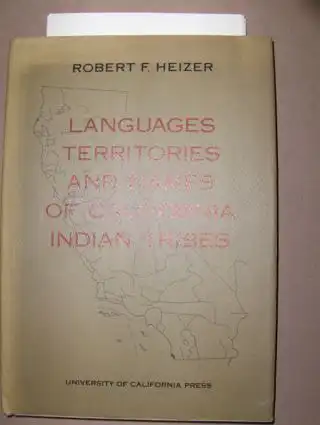 ROBERT F. HEIZER
LANGUAGES
TERRITORIES
AND NAMES
OF CALIFORNIA
INDIAN TRIBES
UNIVERSITY OF CALIFORNIA PRESS